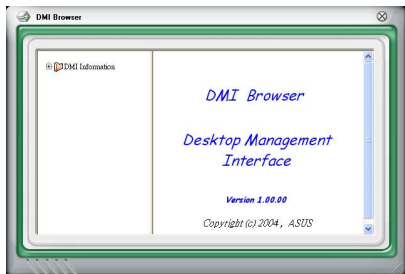 DMI Browser
DMI Information
DMI Browser
Desktop Management
Interface
Version 1.00.00
Copyright (c) 2004, ASUS